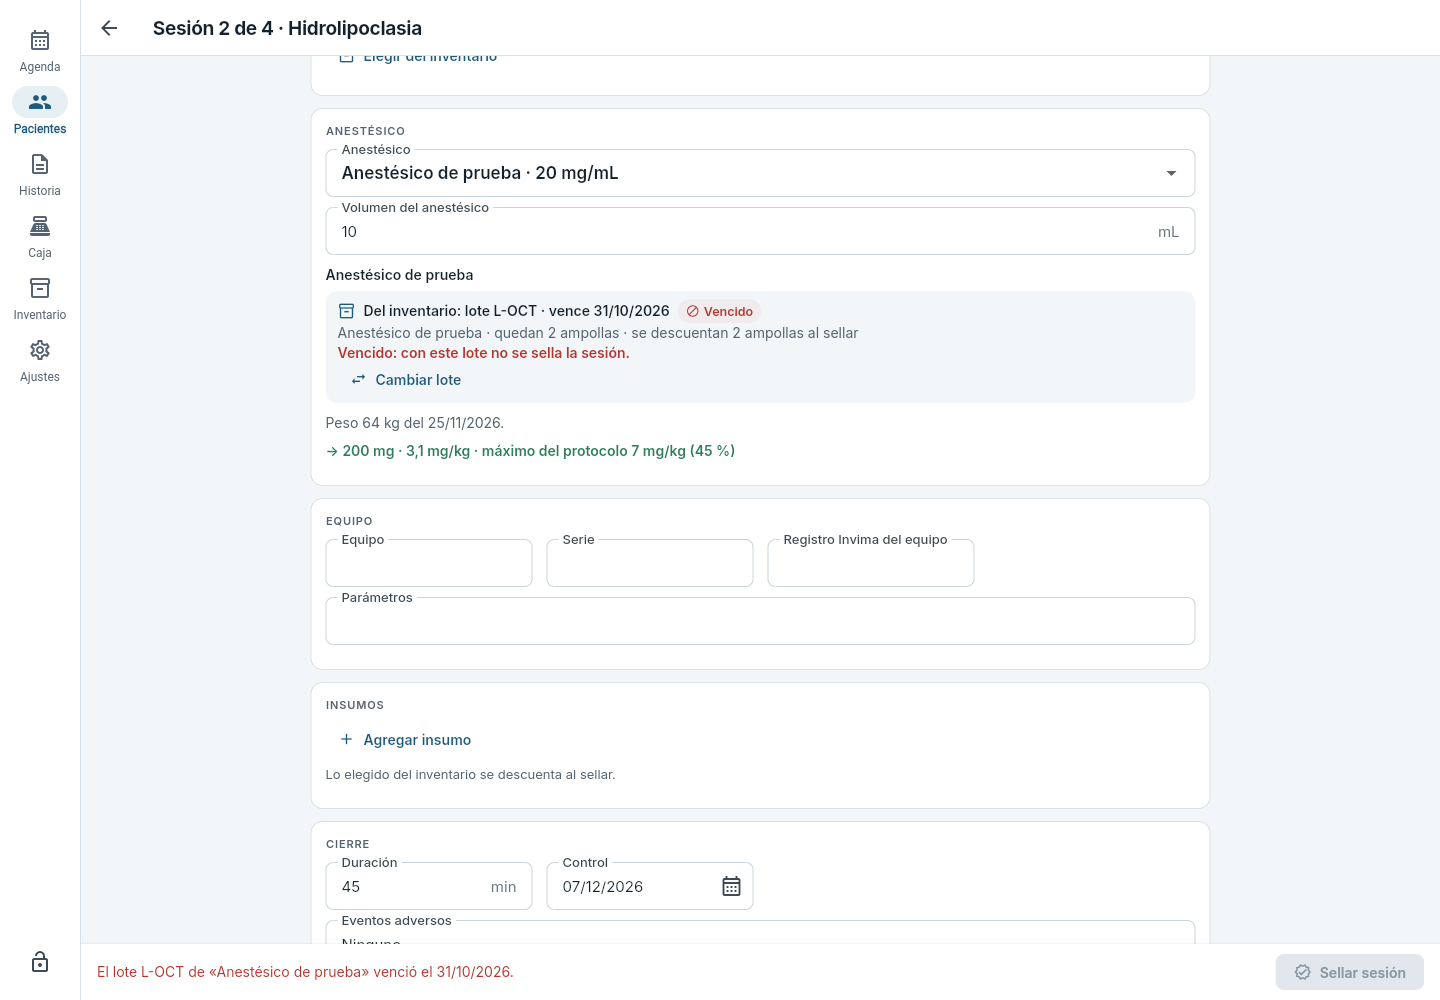 Sesión 2 de 4 · Hidrolipoclasia
Agenda
Pacientes
Historia
Caja
Inventario
Ajustes
Elegir del inventario
ANESTÉSICO
Anestésico
Anestésico de prueba · 20 mg/mL
Volumen del anestésico
10 mL
Anestésico de prueba
Del inventario: lote L-OCT · vence 31/10/2026 Vencido
Anestésico de prueba · quedan 2 ampollas · se descuentan 2 ampollas al sellar
Vencido: con este lote no se sella la sesión.
Cambiar lote
Peso 64 kg del 25/11/2026.
→ 200 mg · 3,1 mg/kg · máximo del protocolo 7 mg/kg (45 %)
EQUIPO
Equipo Serie Registro Invima del equipo
Parámetros
INSUMOS
+ Agregar insumo
Lo elegido del inventario se descuenta al sellar.
CIERRE
Duración Control
45 min 07/12/2026
Eventos adversos
Ninguno
El lote L-OCT de «Anestésico de prueba» venció el 31/10/2026.
Sellar sesión